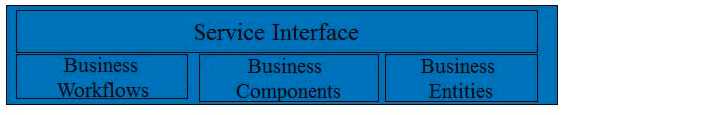 Service Interface
Business
Workflows
Business
Components
Business
Entities